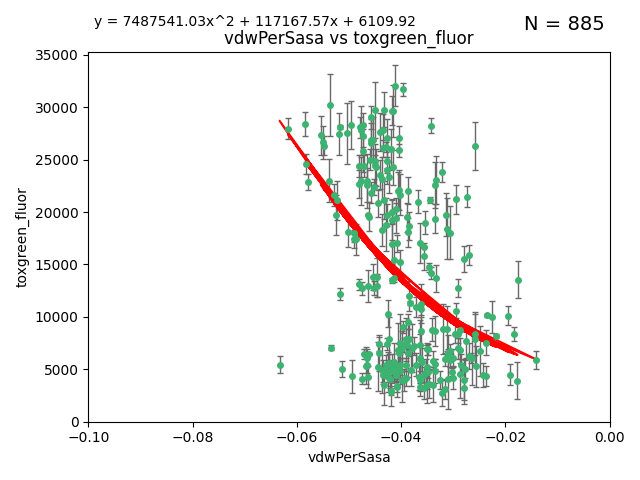 y = 7487541.03x^2 + 117167.57x + 6109.92
N = 885
vdwPerSasa vs toxgreen_fluor
35000
30000
25000
20000
15000
10000
5000
0
toxgreen_fluor
−0.10
−0.08
−0.06
−0.04
−0.02
0.00
vdwPerSasa